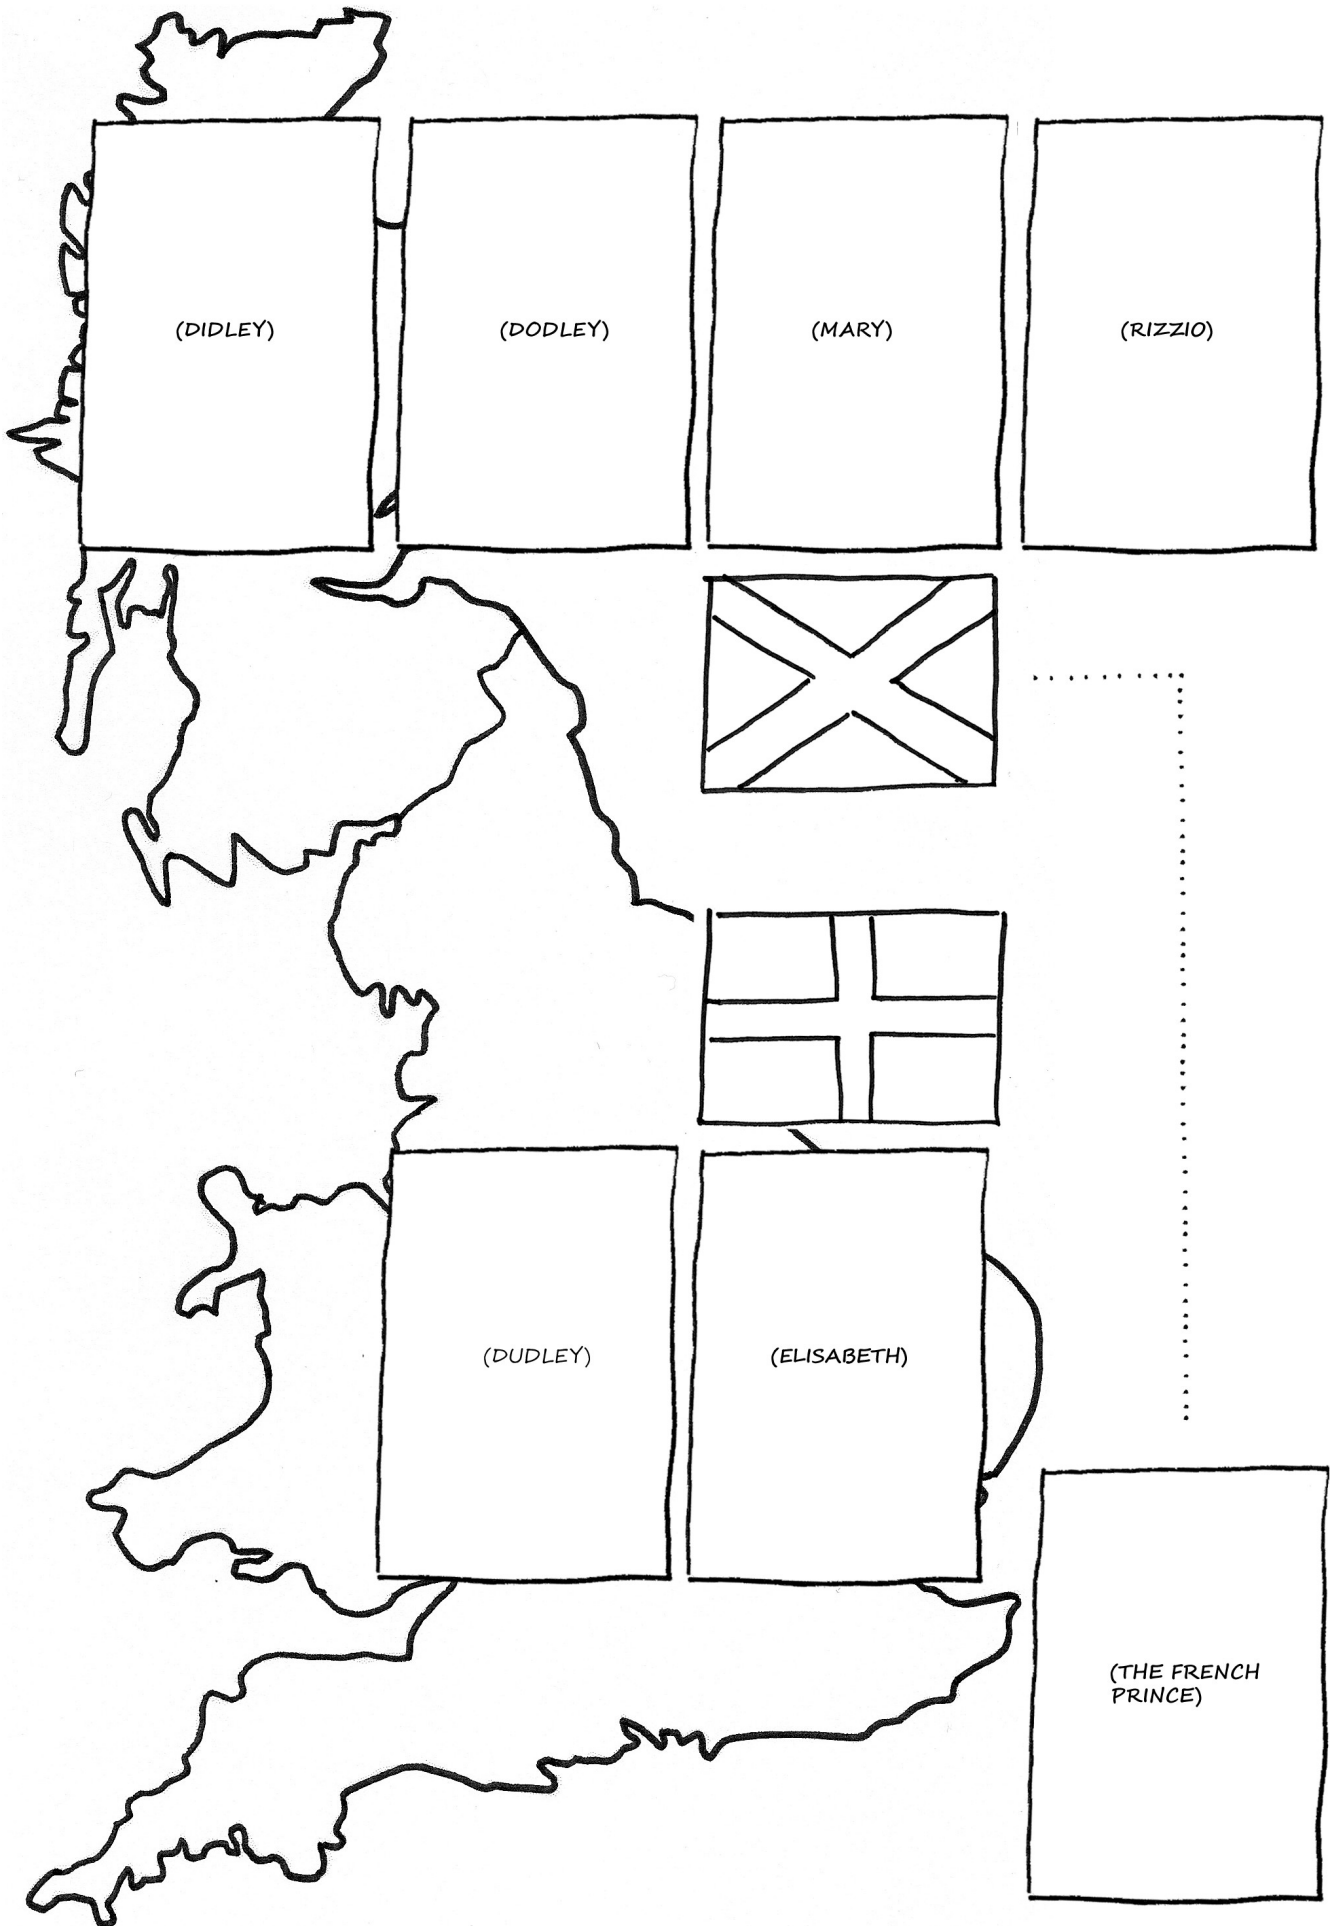 (DIDLEY)
(DODLEY)
(MARY)
(RIZZIO)
(DUDLEY)
(ELISABETH)
(THE FRENCH
PRINCE)